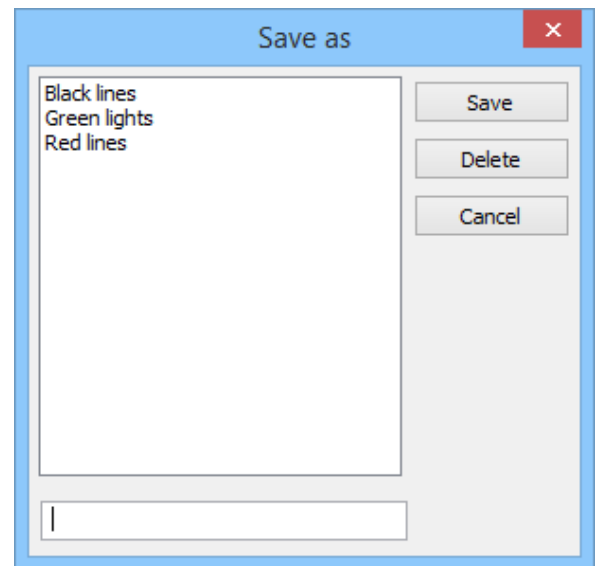 Save as
Black lines
Green lights
Red lines
Save
Delete
Cancel